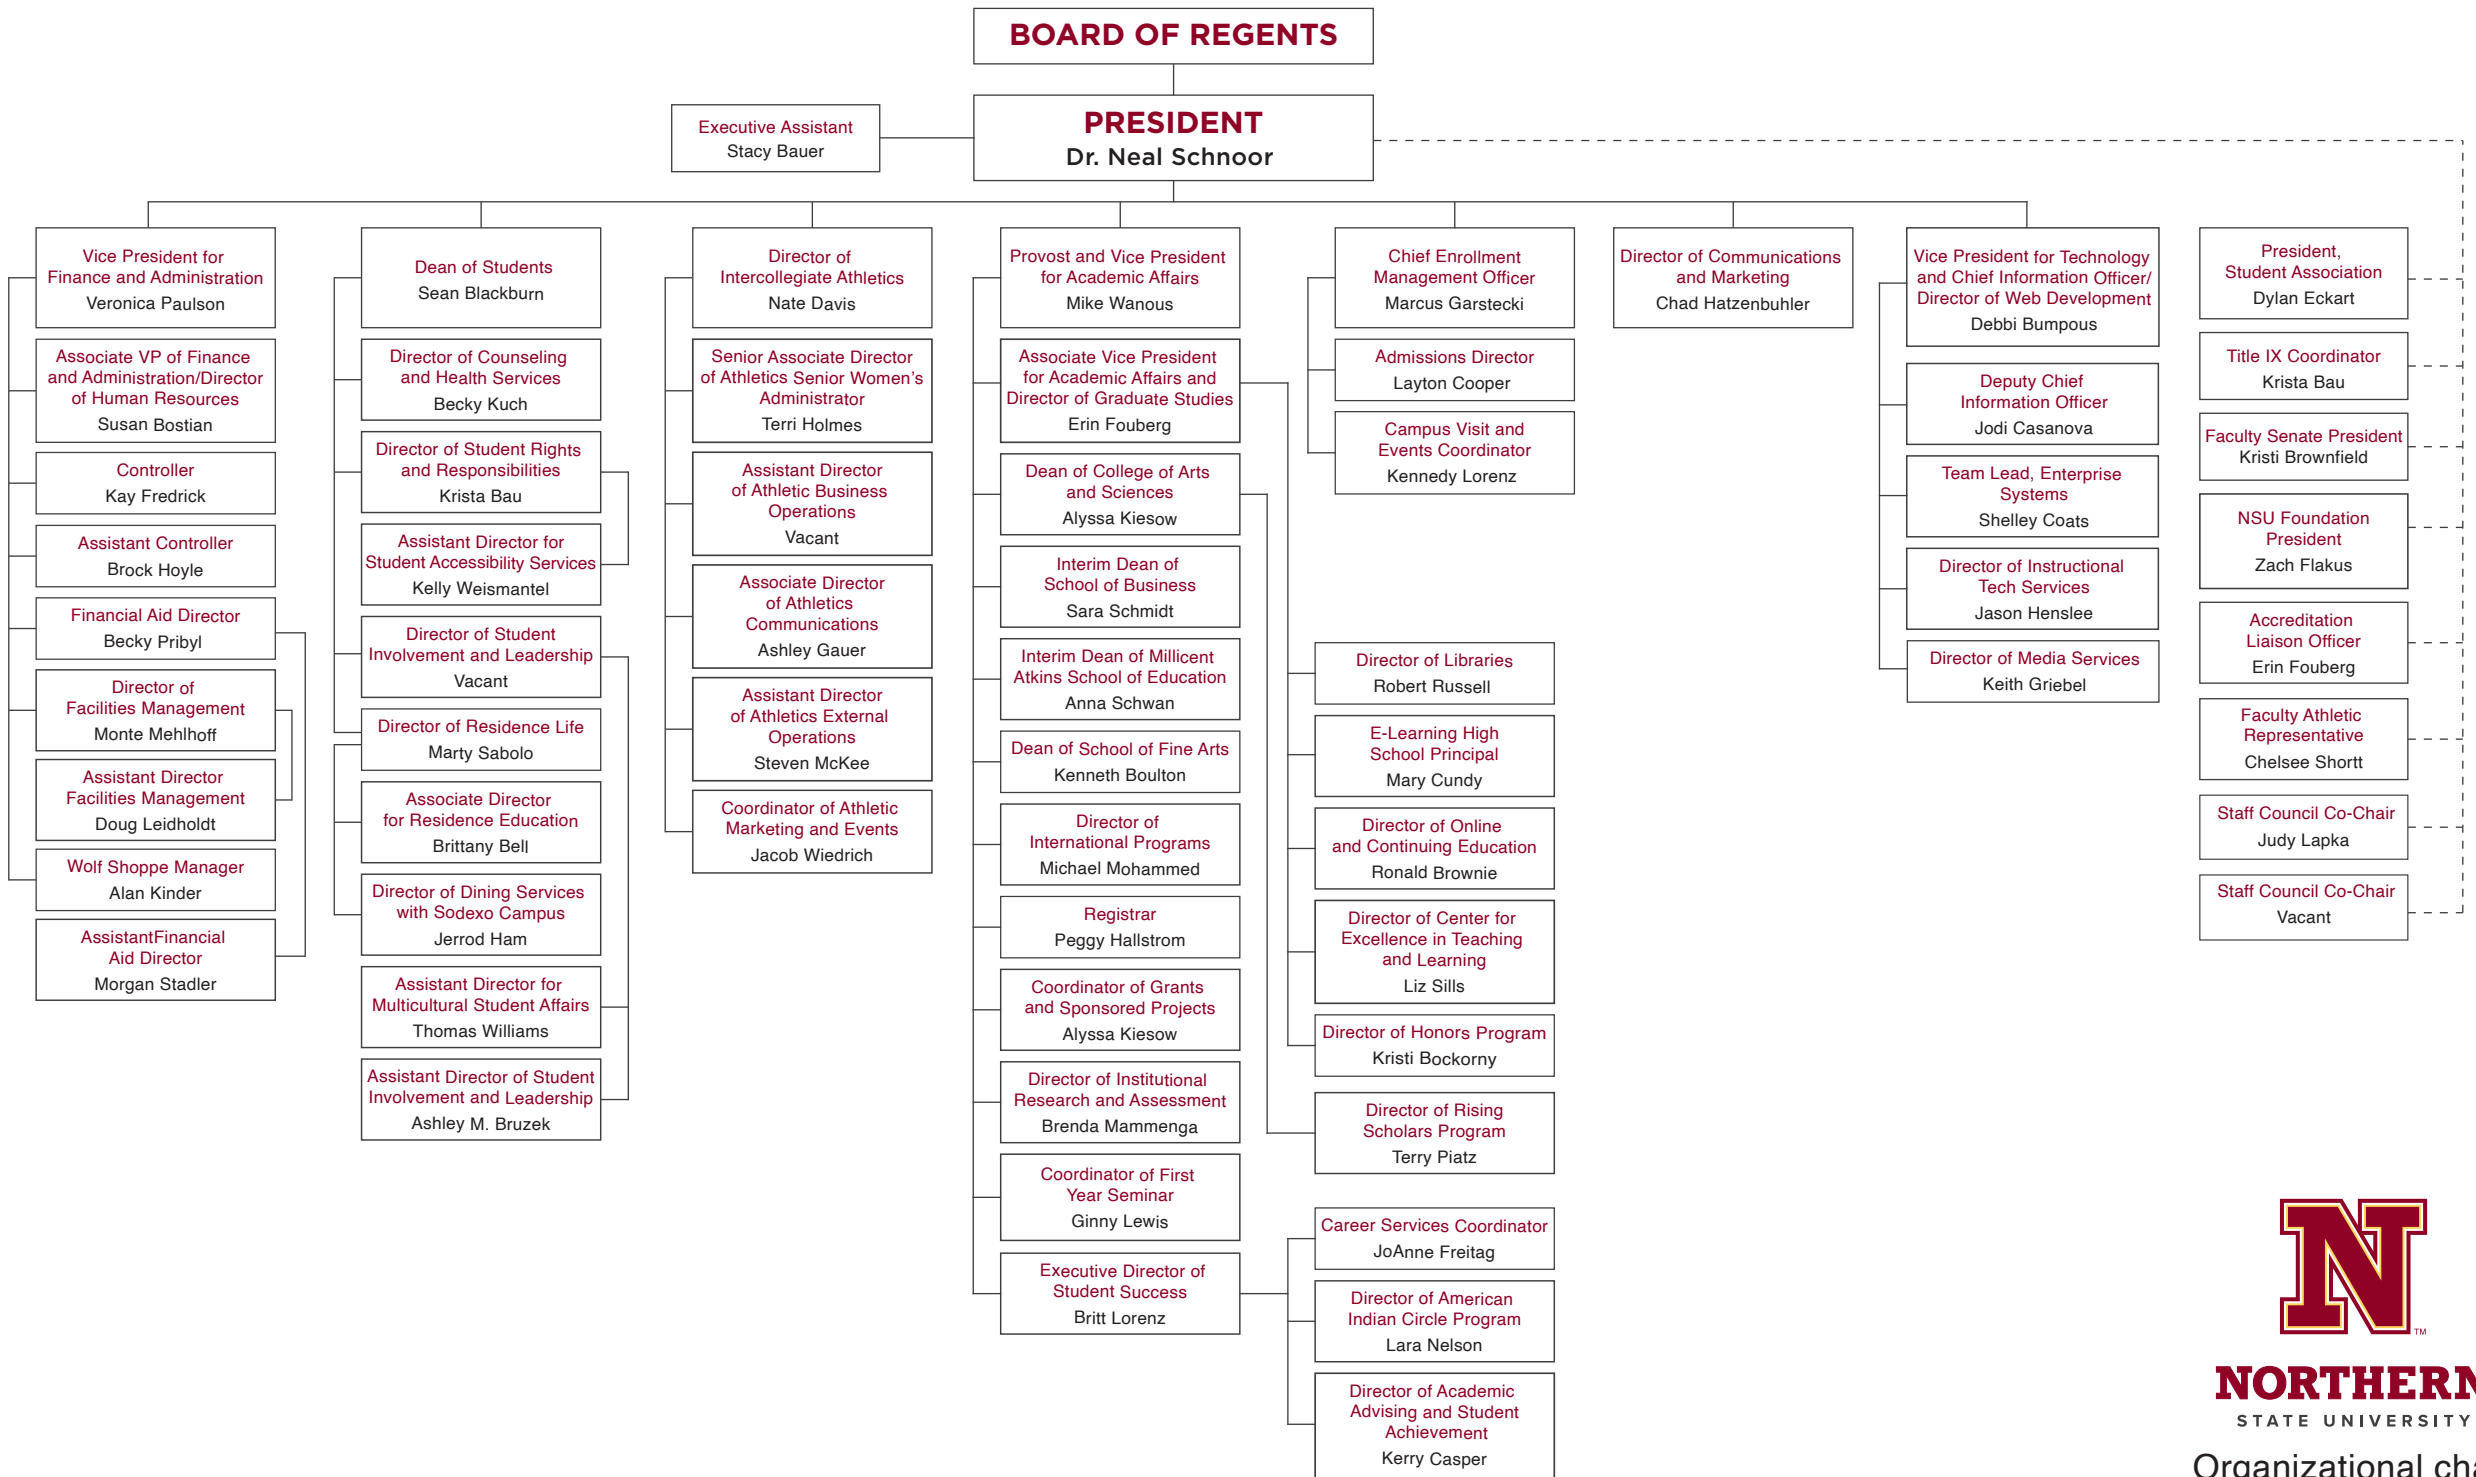 BOARD OF REGENTS
PRESIDENT
Dr. Neal Schnoor
Executive Assistant
Stacy Bauer
Vice President for
Finance and Administration
Veronica Paulson
Associate VP of Finance
and Administration/Director
of Human Resources
Susan Bostian
Controller
Kay Fredrick
Assistant Controller
Brock Hoyle
Financial Aid Director
Becky Pribyl
Director of
Facilities Management
Monte Mehlhoff
Assistant Director
Facilities Management
Doug Leidholdt
Wolf Shoppe Manager
Alan Kinder
AssistantFinancial
Aid Director
Morgan Stadler
Dean of Students
Sean Blackburn
Director of Counseling
and Health Services
Becky Kuch
Director of Student Rights
and Responsibilities
Krista Bau
Assistant Director for
Student Accessibility Services
Kelly Weismantel
Director of Student
Involvement and Leadership
Vacant
Director of Residence Life
Marty Sabolo
Associate Director
for Residence Education
Brittany Bell
Director of Dining Services
with Sodexo Campus
Jerrod Ham
Assistant Director for
Multicultural Student Affairs
Thomas Williams
Assistant Director of Student
Involvement and Leadership
Ashley M. Bruzek
Director of
Intercollegiate Athletics
Nate Davis
Senior Associate Director
of Athletics Senior Women's
Administrator
Terri Holmes
Assistant Director
of Athletic Business
Operations
Vacant
Associate Director
of Athletics
Communications
Ashley Gauer
Assistant Director
of Athletics External
Operations
Steven McKee
Coordinator of Athletic
Marketing and Events
Jacob Wiedrich
Provost and Vice President
for Academic Affairs
Mike Wanous
Associate Vice President
for Academic Affairs and
Director of Graduate Studies
Erin Fouberg
Dean of College of Arts
and Sciences
Alyssa Kiesow
Interim Dean of
School of Business
Sara Schmidt
Interim Dean of Millicent
Atkins School of Education
Anna Schwan
Dean of School of Fine Arts
Kenneth Boulton
Director of
International Programs
Michael Mohammed
Registrar
Peggy Hallstrom
Coordinator of Grants
and Sponsored Projects
Alyssa Kiesow
Director of Institutional
Research and Assessment
Brenda Mammenga
Coordinator of First
Year Seminar
Ginny Lewis
Executive Director of
Student Success
Britt Lorenz
Chief Enrollment
Management Officer
Marcus Garstecki
Admissions Director
Layton Cooper
Campus Visit and
Events Coordinator
Kennedy Lorenz
Director of Libraries
Robert Russell
E-Learning High
School Principal
Mary Cundy
Director of Online
and Continuing Education
Ronald Brownie
Director of Center for
Excellence in Teaching
and Learning
Liz Sills
Director of Honors Program
Kristi Bockorny
Director of Rising
Scholars Program
Terry Piatz
Career Services Coordinator
JoAnne Freitag
Director of American
Indian Circle Program
Lara Nelson
Director of Academic
Advising and Student
Achievement
Kerry Casper
Director of Communications
and Marketing
Chad Hatzenbuhler
Vice President for Technology
and Chief Information Officer/
Director of Web Development
Debbi Bumpous
Deputy Chief
Information Officer
Jodi Casanova
Team Lead, Enterprise
Systems
Shelley Coats
Director of Instructional
Tech Services
Jason Henslee
Director of Media Services
Keith Griebel
President,
Student Association
Dylan Eckart
Title IX Coordinator
Krista Bau
Faculty Senate President
Kristi Brownfield
NSU Foundation
President
Zach Flakus
Accreditation
Liaison Officer
Erin Fouberg
Faculty Athletic
Representative
Chelsee Shortt
Staff Council Co-Chair
Judy Lapka
Staff Council Co-Chair
Vacant
N
TM
NORTHERN
STATE UNIVERSITY
Organizational cha